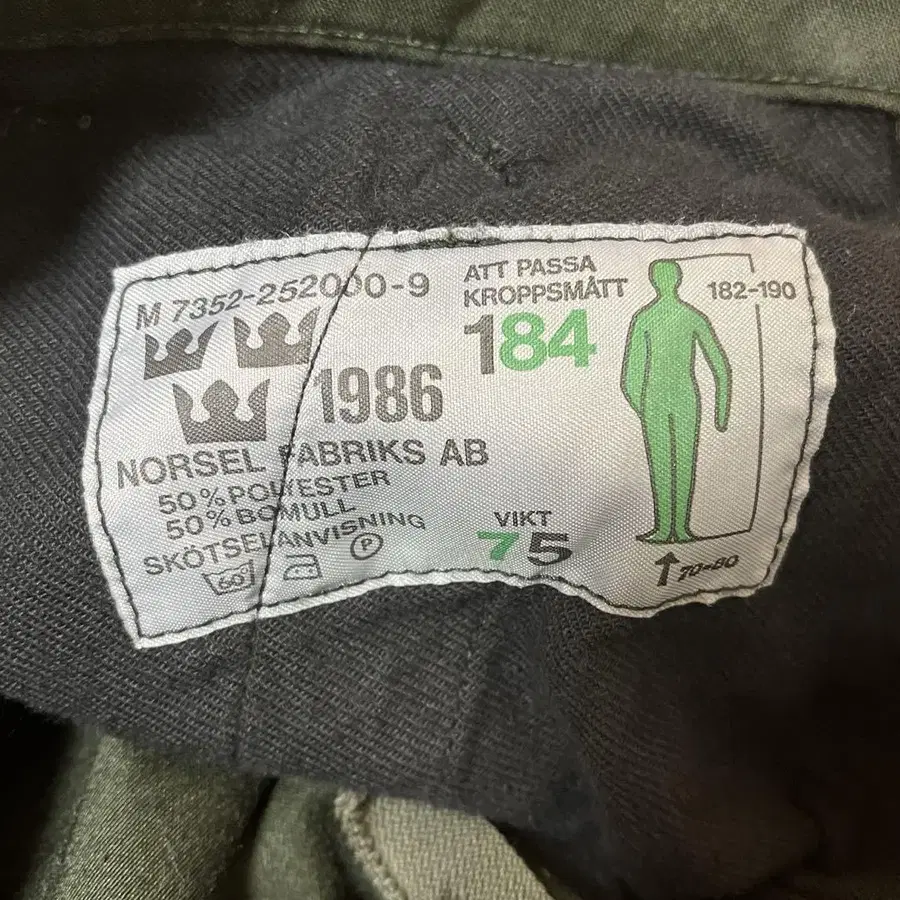 M 7352-252000-9
1986
NORSEL FABRIKS AB
50% POLYESTER
50% BOMULL
SKÖTSELANVISNING
60°
P
ATT PASSA
KROPPSMÅTT
184
182-190
VIKT
75
70-80